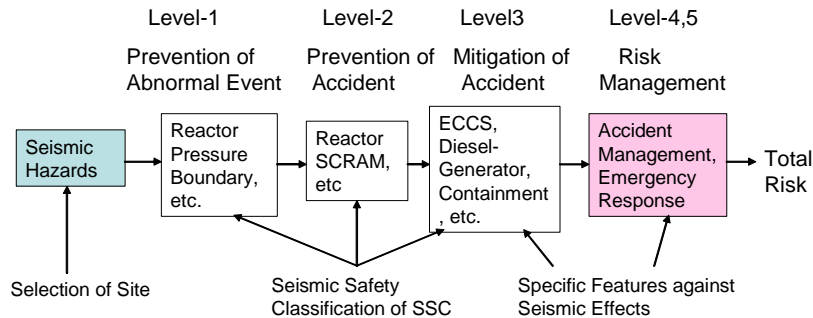 Level-1
Level-2
Level3
Level-4,5
Prevention of
Abnormal Event
Prevention of
Accident
Mitigation of
Accident
Risk
Management
Seismic
Hazards
Reactor
Pressure
Boundary,
etc.
Reactor
SCRAM,
etc
ECCS,
Diesel-
Generator,
Containment
, etc.
Accident
Management,
Emergency
Response
Total
Risk
Selection of Site
Seismic Safety
Classification of SSC
Specific Features against
Seismic Effects